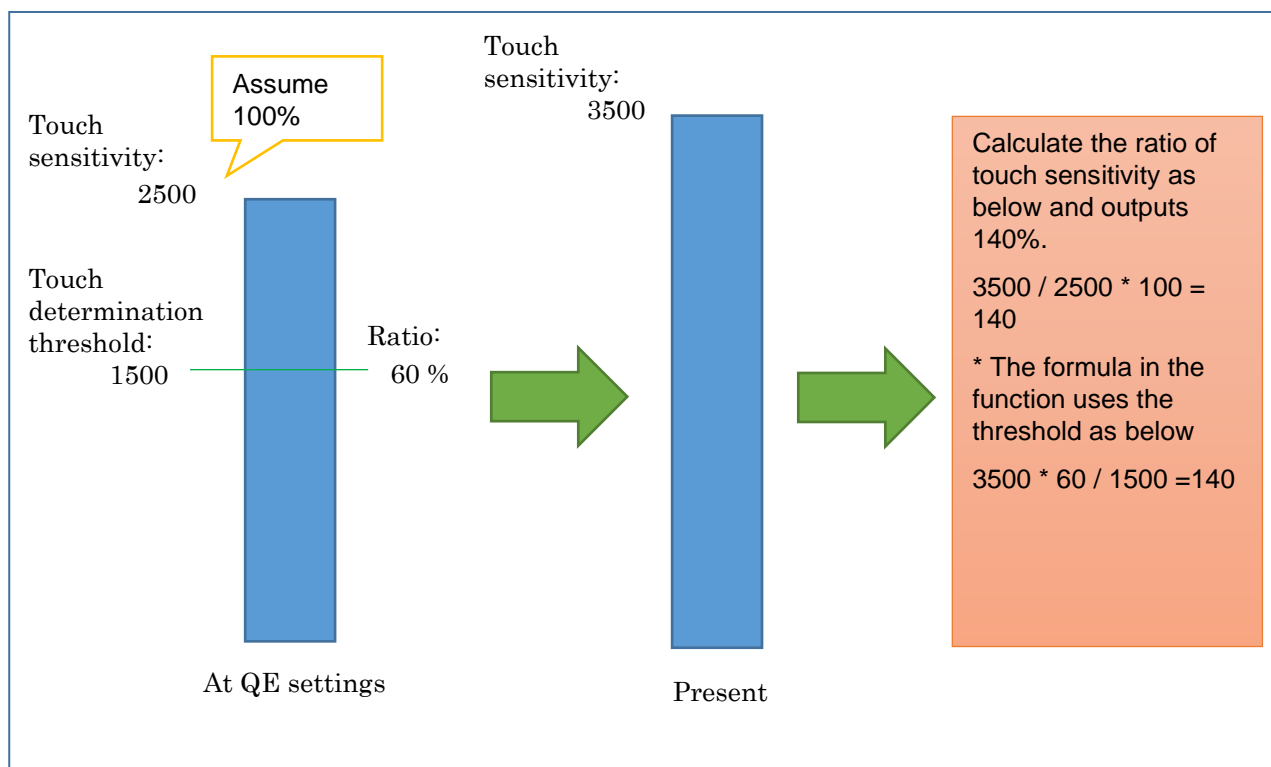 Assume
100%
Touch
sensitivity:
2500
Touch
determination
threshold:
1500
Ratio:
60 %
At QE settings
Touch
sensitivity:
3500
Present
Calculate the ratio of
touch sensitivity as
below and outputs
140%.
3500 / 2500 * 100 =
140
* The formula in the
function uses the
threshold as below
3500 * 60 / 1500 =140